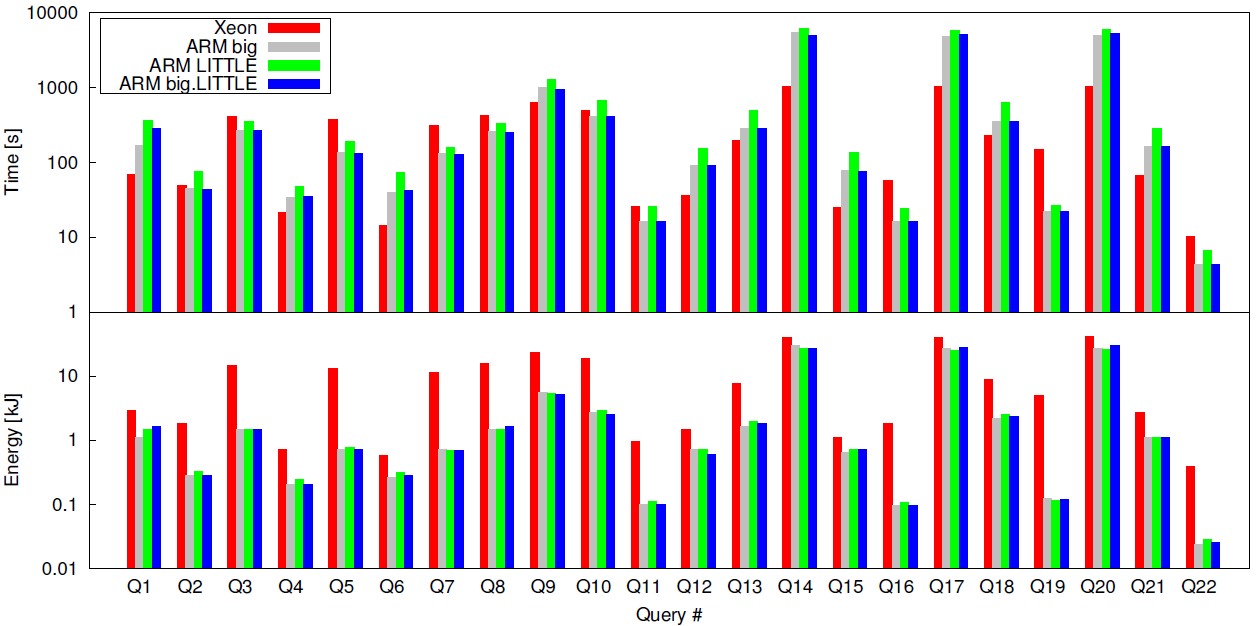 10000
1000
100
10
1
Time [s]
Xeon
ARM big
ARM LITTLE
ARM big.LITTLE
10
1
0.1
0.01
Energy [kJ]
Q1 Q2 Q3 Q4 Q5 Q6 Q7 Q8 Q9 Q10 Q11 Q12 Q13 Q14 Q15 Q16 Q17 Q18 Q19 Q20 Q21 Q22
Query #